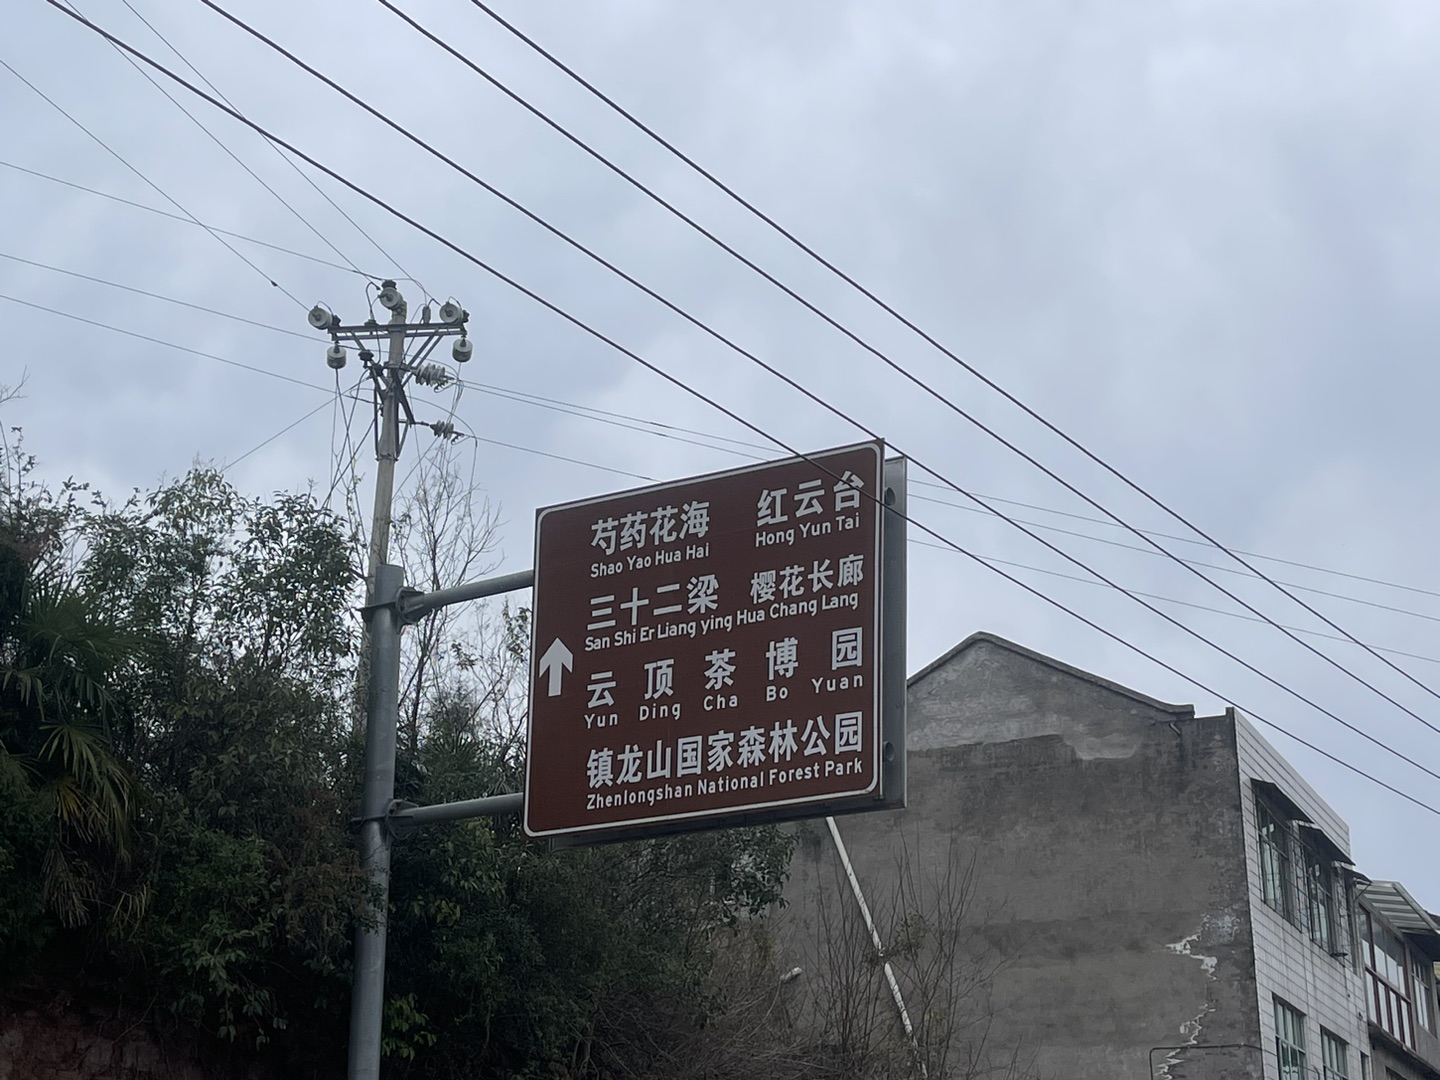 芍药花海 红云台
Shao Yao Hua Hai Hong Yun Tai
三十二梁 樱花长廊
San Shi Er Liang ying Hua Chang Lang
云顶茶博园
Yun Ding Cha Bo Yuan
镇龙山国家森林公园
Zhenlongshan National Forest Park